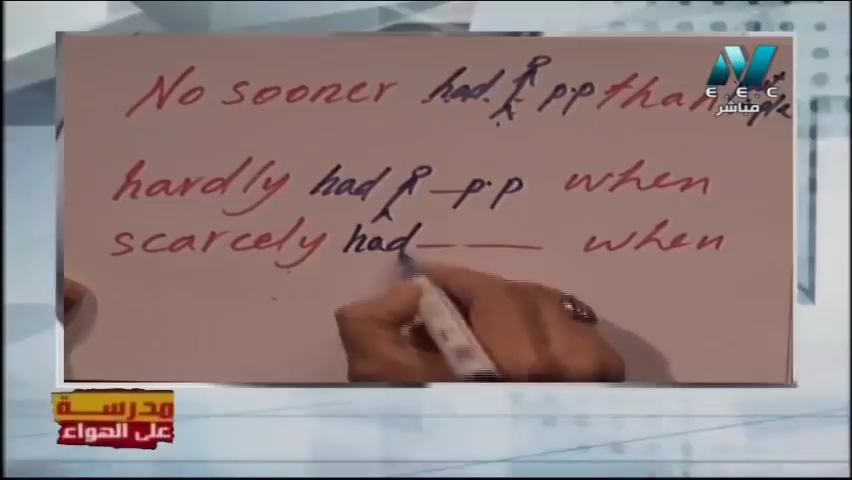 No sooner had p.p than
hardly had — p.p when
scarcely had — — when
EEC
مباشر
مدرسة
على الهواء